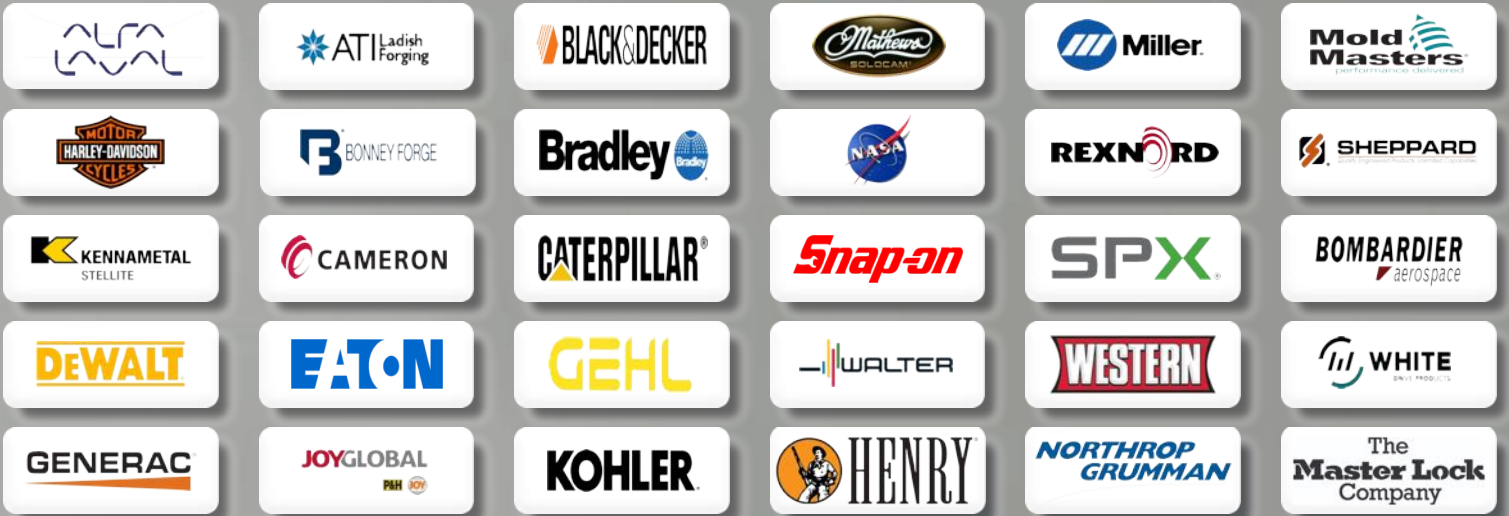 ALFA
LAVAL
ATI Ladish
Forging
BLACK&DECKER
Mathews
SOLOCAM®
Miller
Mold
Masters
performance delivered
MOTOR
HARLEY-DAVIDSON
CYCLES
BONNEY FORGE
Bradley
Bradley
NASA
REXNORD
SHEPPARD
KENNAMETAL
STELLITE
CAMERON
CATERPILLAR®
Snap-on
SPX®
BOMBARDIER
aerospace
DEWALT
EATON
GEHL
WALTER
WESTERN
WHITE
DRIVE PRODUCTS
GENERAC
JOYGLOBAL
P&H JOY
KOHLER
HENRY
NORTHROP
GRUMMAN
The
Master Lock
Company